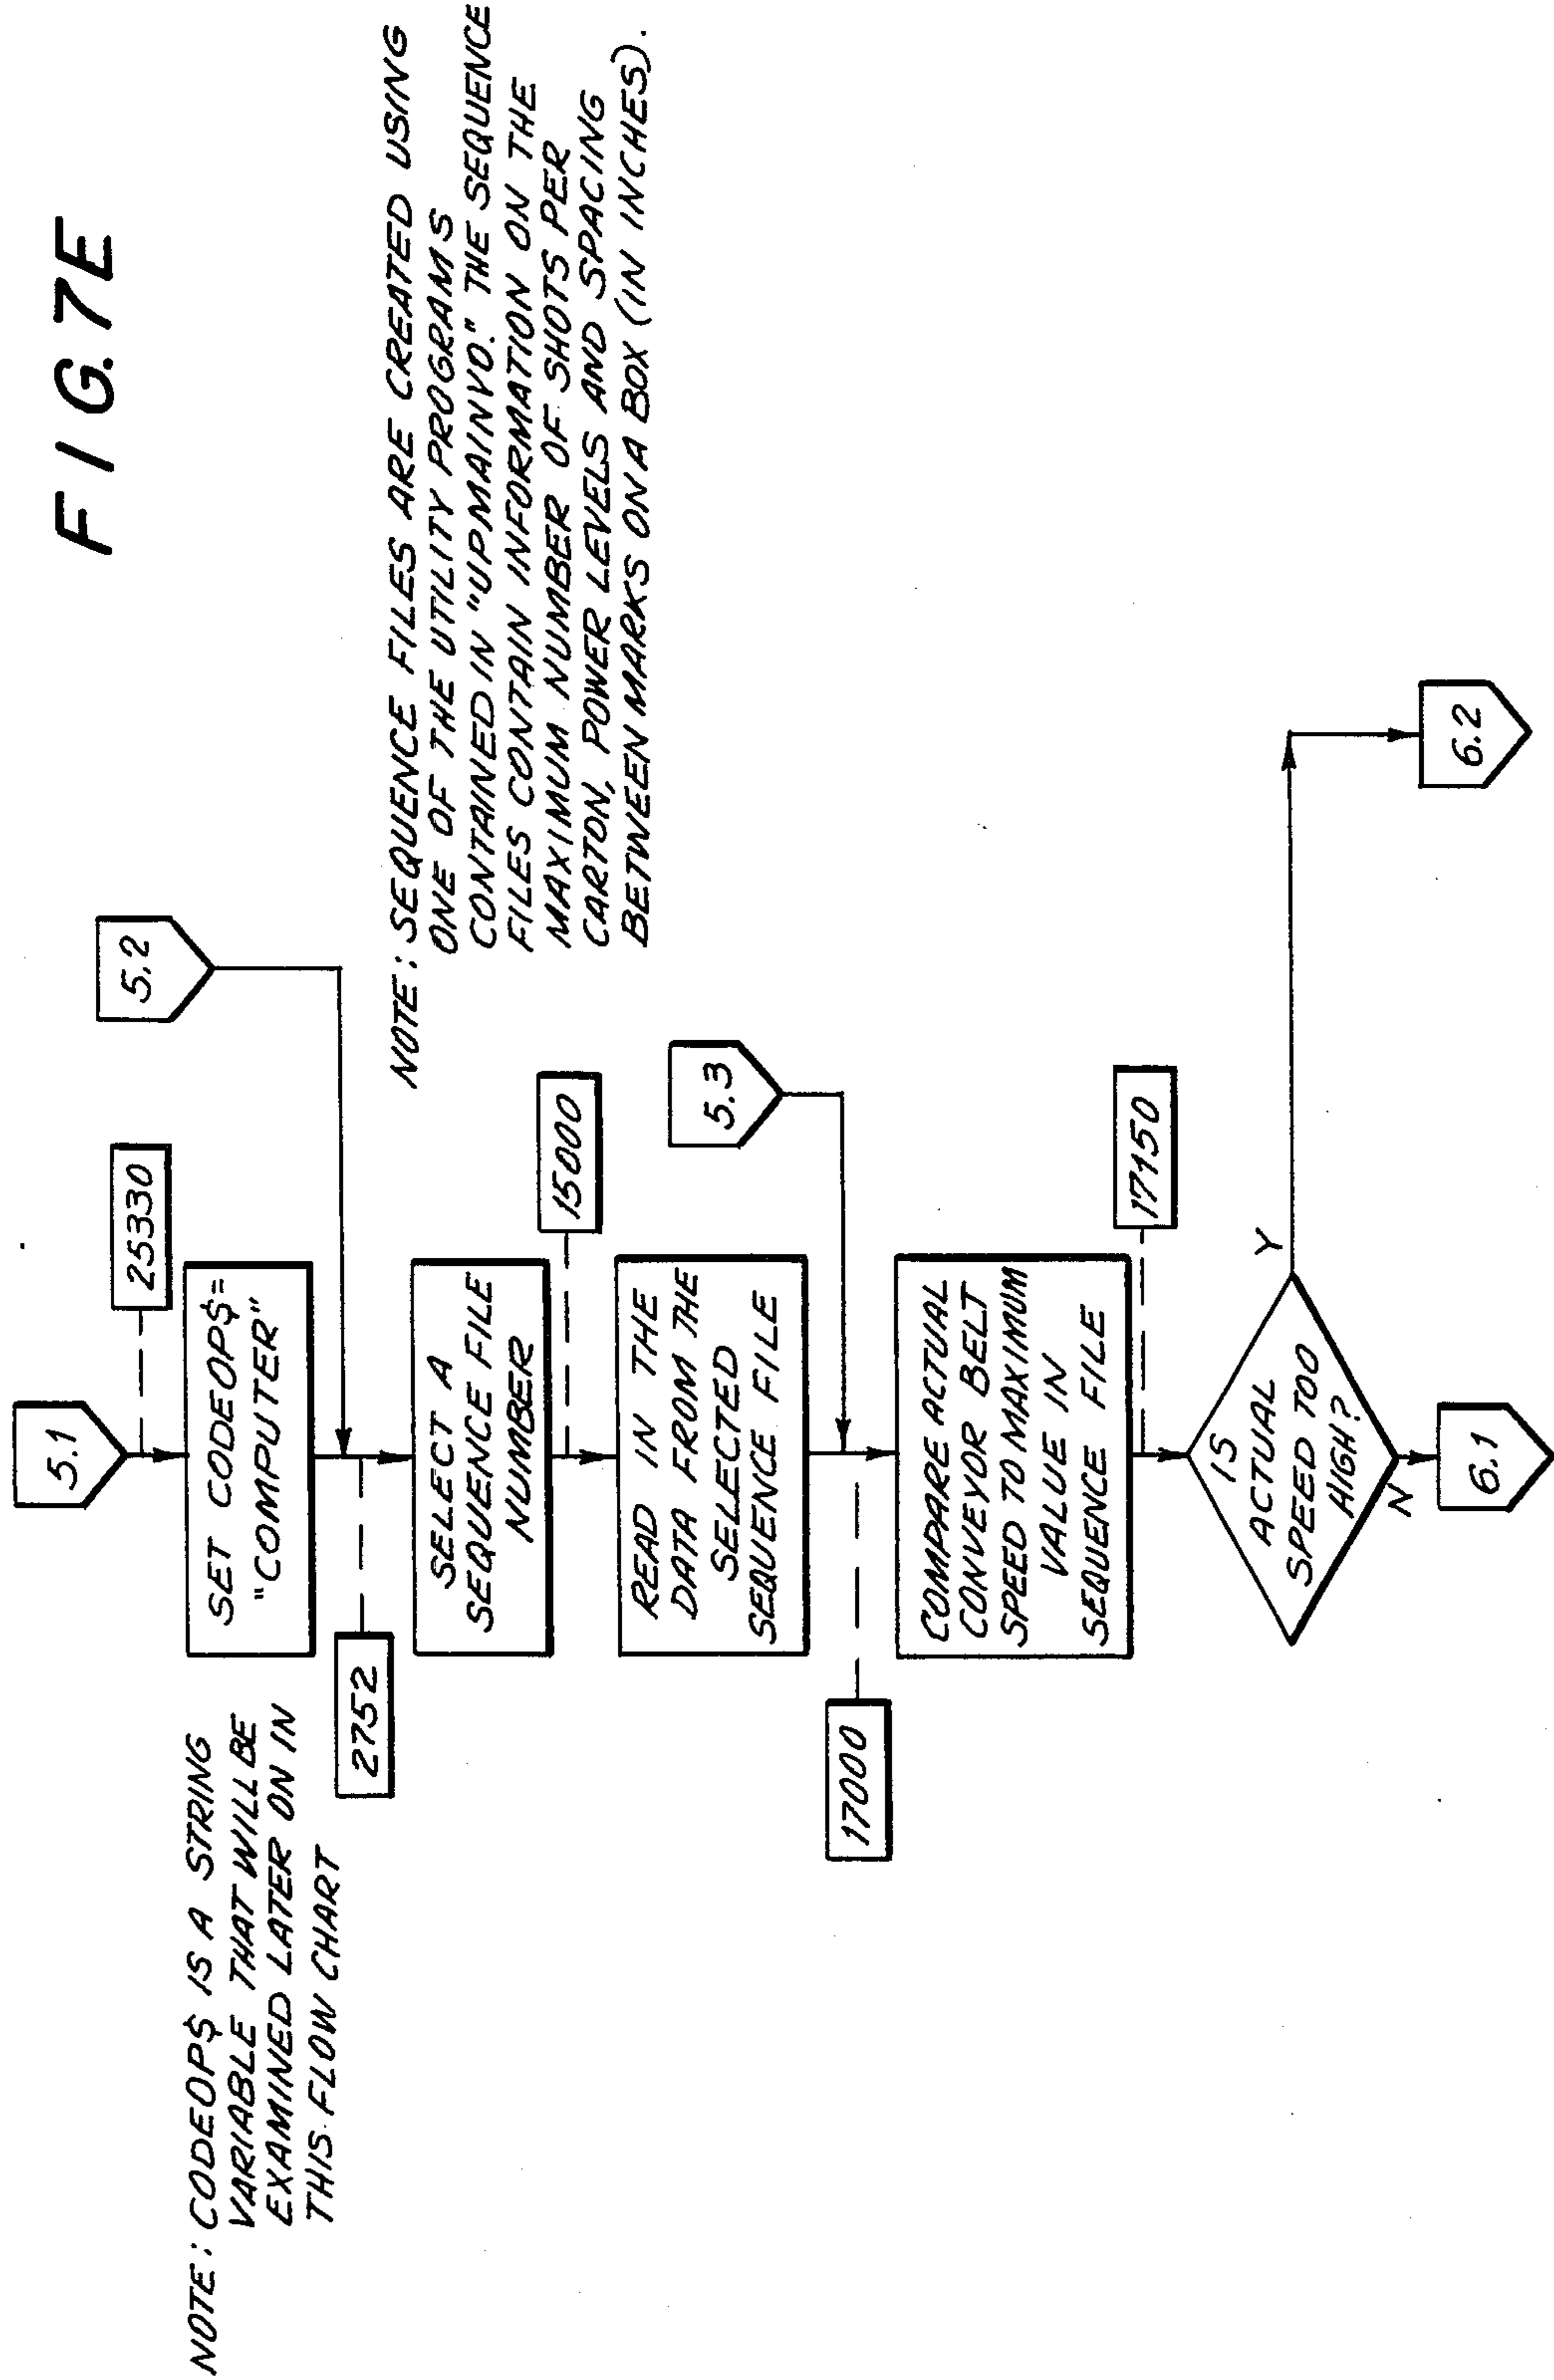 FIG. 7E
5.1
25330
5.2
NOTE: CODEOP$ IS A STRING
VARIABLE THAT WILL BE
EXAMINED LATER ON IN
THIS FLOW CHART
SET CODEOP$=
"COMPUTER"
2752
NOTE: SEQUENCE FILES ARE CREATED USING
ONE OF THE UTILITY PROGRAMS
CONTAINED IN "UPMAINVO." THE SEQUENCE
FILES CONTAIN INFORMATION ON THE
MAXIMUM NUMBER OF SHOTS PER
CARTON, POWER LEVELS AND SPACING
BETWEEN MARKS ON A BOX (IN INCHES).
SELECT A
SEQUENCE FILE
NUMBER
15000
READ IN THE
DATA FROM THE
SELECTED
SEQUENCE FILE
5.3
17000
COMPARE ACTUAL
CONVEYOR BELT
SPEED TO MAXIMUM
VALUE IN
SEQUENCE FILE
17150
IS
ACTUAL
SPEED TOO
HIGH?
Y
N
6.1
6.2